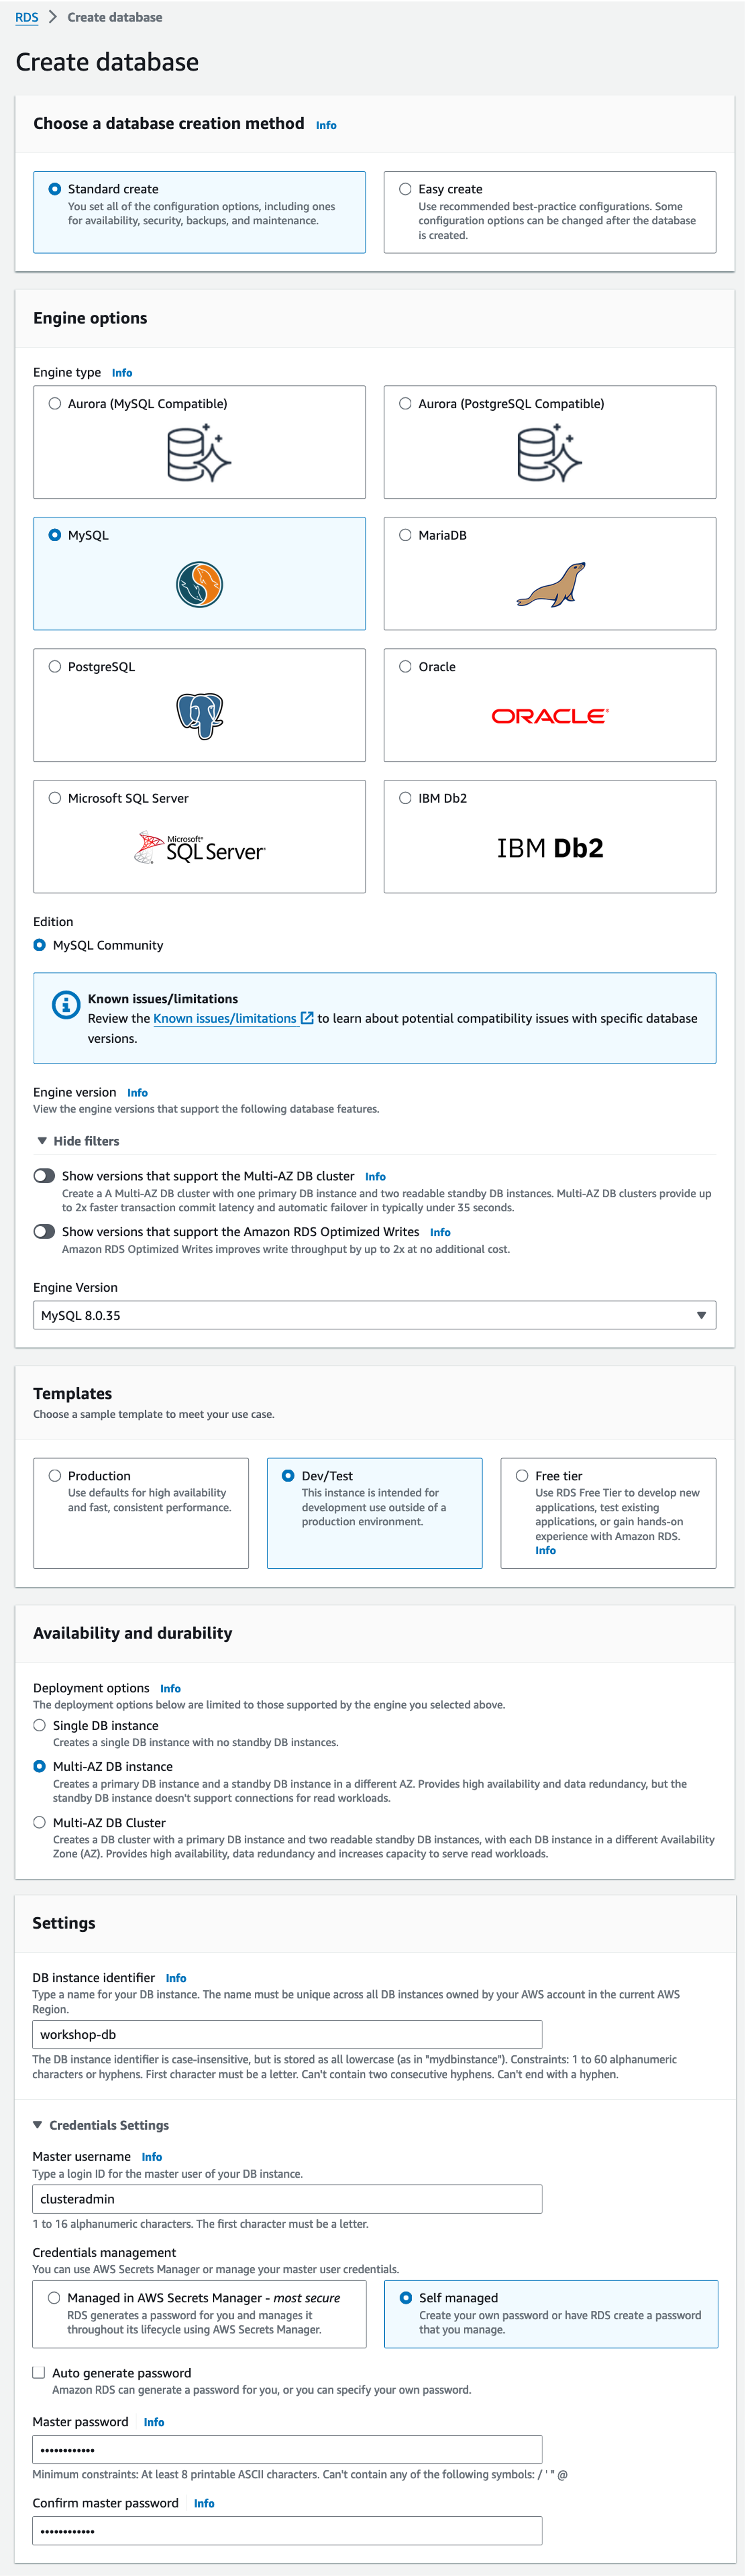 RDS > Create database
Create database
Choose a database creation method Info
Standard create
You set all of the configuration options, including ones
for availability, security, backups, and maintenance.
Easy create
Use recommended best-practice configurations. Some
configuration options can be changed after the database
is created.
Engine options
Engine type Info
Aurora (MySQL Compatible)
Aurora (PostgreSQL Compatible)
MySQL
MariaDB
PostgreSQL
Oracle
ORACLE
Microsoft SQL Server
Microsoft
SQL Server
IBM Db2
IBM Db2
Edition
MySQL Community
Known issues/limitations
Review the Known issues/limitations to learn about potential compatibility issues with specific database
versions.
Engine version Info
View the engine versions that support the following database features.
Hide filters
Show versions that support the Multi-AZ DB cluster Info
Create a A Multi-AZ DB cluster with one primary DB instance and two readable standby DB instances. Multi-AZ DB clusters provide up
to 2x faster transaction commit latency and automatic failover in typically under 35 seconds.
Show versions that support the Amazon RDS Optimized Writes Info
Amazon RDS Optimized Writes improves write throughput by up to 2x at no additional cost.
Engine Version
MySQL 8.0.35
Templates
Choose a sample template to meet your use case.
Production
Use defaults for high availability
and fast, consistent performance.
Dev/Test
This instance is intended for
development use outside of a
production environment.
Free tier
Use RDS Free Tier to develop new
applications, test existing
applications, or gain hands-on
experience with Amazon RDS.
Info
Availability and durability
Deployment options Info
The deployment options below are limited to those supported by the engine you selected above.
Single DB instance
Creates a single DB instance with no standby DB instances.
Multi-AZ DB instance
Creates a primary DB instance and a standby DB instance in a different AZ. Provides high availability and data redundancy, but the
standby DB instance doesn't support connections for read workloads.
Multi-AZ DB Cluster
Creates a DB cluster with a primary DB instance and two readable standby DB instances, with each DB instance in a different Availability
Zone (AZ). Provides high availability, data redundancy and increases capacity to serve read workloads.
Settings
DB instance identifier Info
Type a name for your DB instance. The name must be unique across all DB instances owned by your AWS account in the current AWS
Region.
workshop-db
The DB instance identifier is case-insensitive, but is stored as all lowercase (as in "mydbinstance"). Constraints: 1 to 60 alphanumeric
characters or hyphens. First character must be a letter. Can't contain two consecutive hyphens. Can't end with a hyphen.
Credentials Settings
Master username Info
Type a login ID for the master user of your DB instance.
clusteradmin
1 to 16 alphanumeric characters. The first character must be a letter.
Credentials management
You can use AWS Secrets Manager or manage your master user credentials.
Managed in AWS Secrets Manager - most secure
RDS generates a password for you and manages it
throughout its lifecycle using AWS Secrets Manager.
Self managed
Create your own password or have RDS create a password
that you manage.
Auto generate password
Amazon RDS can generate a password for you, or you can specify your own password.
Master password Info
••••••••••••
Minimum constraints: At least 8 printable ASCII characters. Can't contain any of the following symbols: / ' " @
Confirm master password Info
••••••••••••